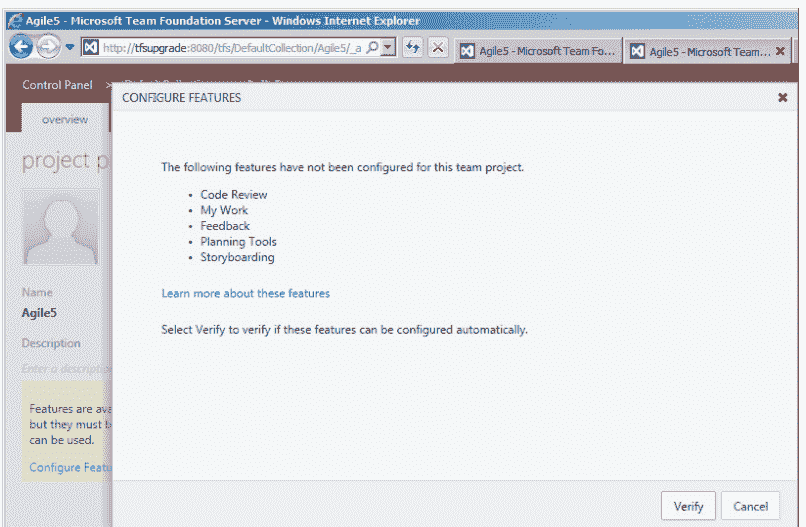 Agile5 - Microsoft Team Foundation Server - Windows Internet Explorer
http://tfsupgrade:8080/tfs/DefaultCollection/Agile5/_a
Agile5 - Microsoft Team Fo...
Agile5 - Microsoft Team...
Control Panel >
CONFIGURE FEATURES
overview
project p
The following features have not been configured for this team project.
• Code Review
• My Work
• Feedback
• Planning Tools
• Storyboarding
Learn more about these features
Name
Agile5
Select Verify to verify if these features can be configured automatically.
Description
Enter a description
Features are ava
but they must b
can be used.
Configure Featu
Verify
Cancel